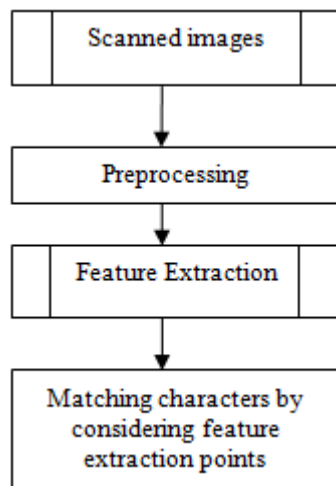 Scanned images
Preprocessing
Feature Extraction
Matching characters by
considering feature
extraction points